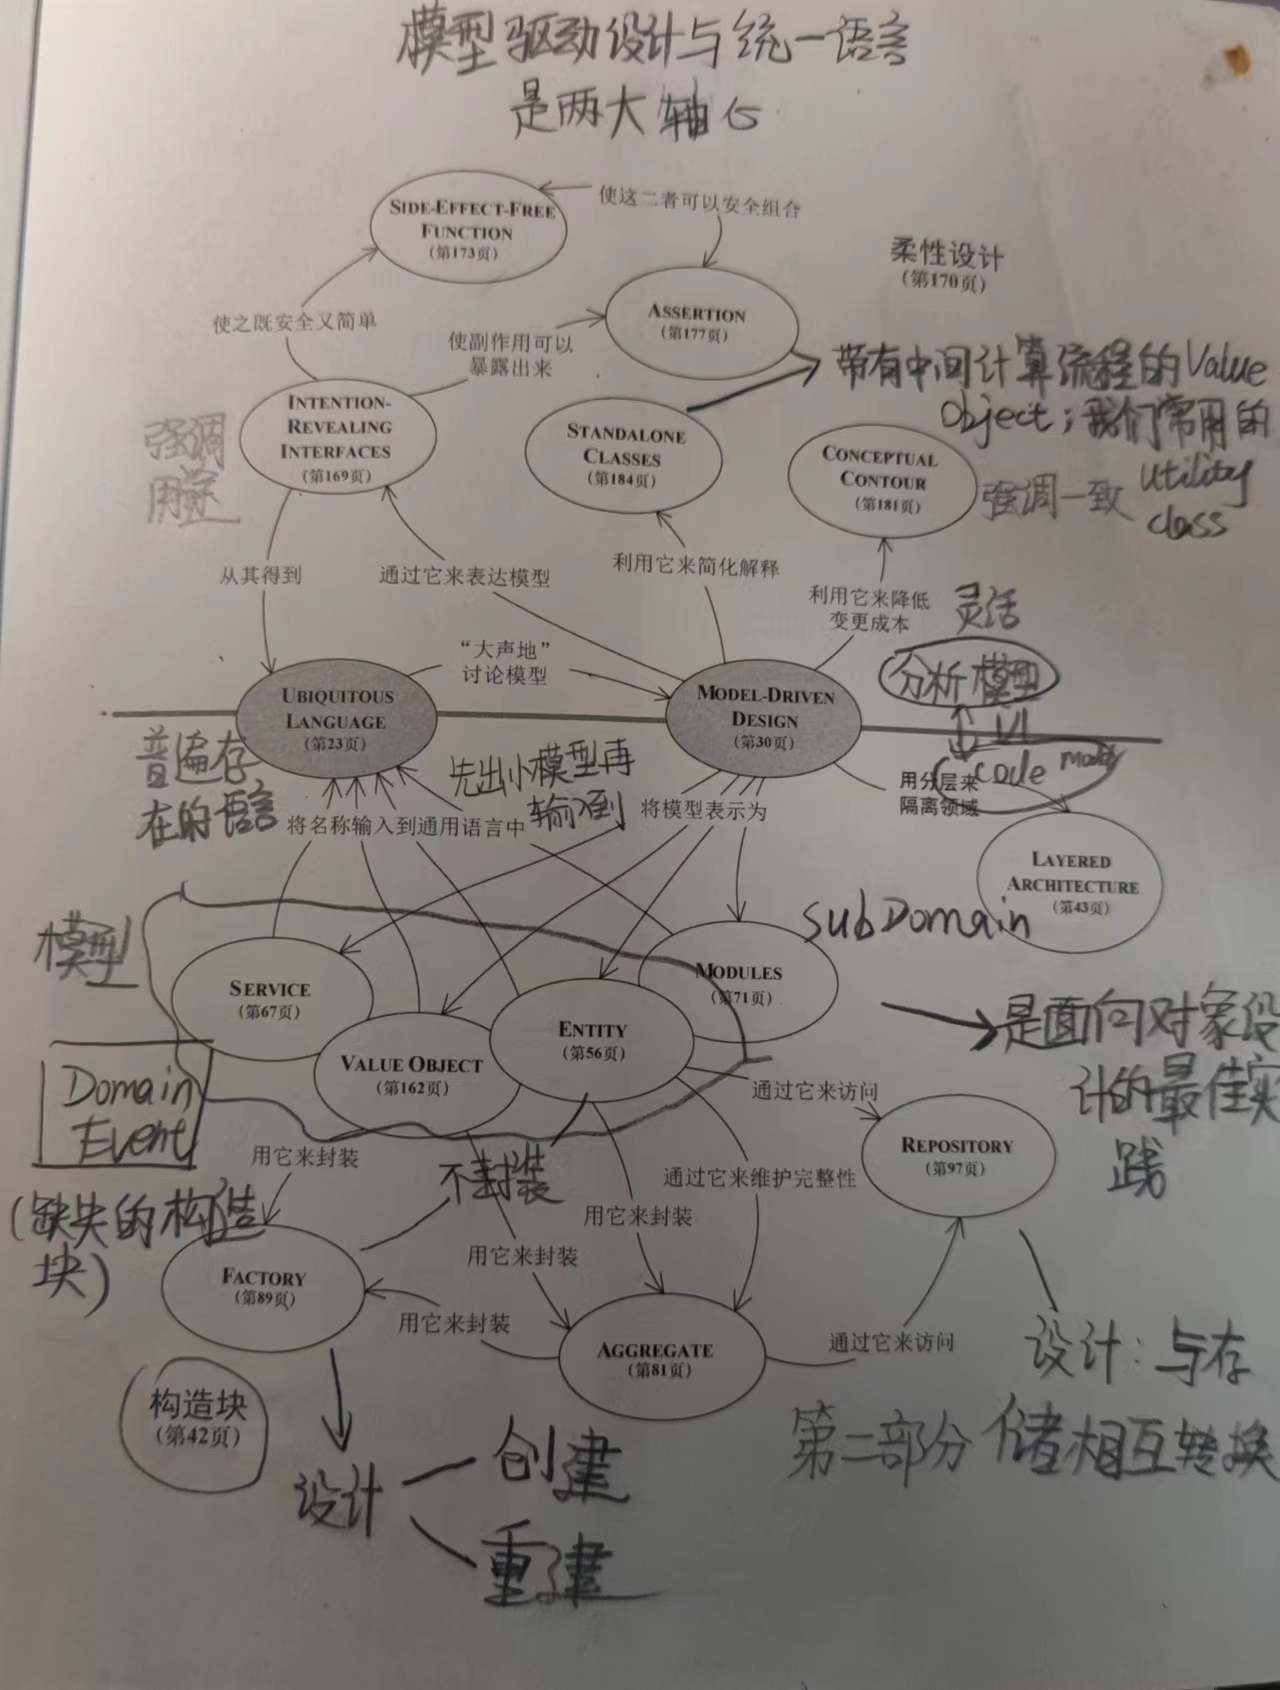 模型驱动设计与统一语言
是两大轴心
SIDE-EFFECT-FREE
FUNCTION
(第173页)
使这二者可以安全组合
柔性设计
(第170页)
ASSERTION
(第177页)
使之既安全又简单
使副作用可以
暴露出来
带有中间计算流程的Value
Object；我们常用的
utility
class
INTENTION-
REVEALING
INTERFACES
(第169页)
强调
用途
STANDALONE
CLASSES
(第184页)
CONCEPTUAL
CONTOUR
(第181页)
强调一致
从其得到
通过它来表达模型
利用它来简化解释
利用它来降低
变更成本
灵活
“大声地”
讨论模型
分析模型
UBIQUITOUS
LANGUAGE
(第23页)
MODEL-DRIVEN
DESIGN
(第30页)
code model
普遍存
在的语言
先出小模型再
输入到
将名称输入到通用语言中
将模型表示为
用分层来
隔离领域
LAYERED
ARCHITECTURE
(第43页)
SubDomain
模型
SERVICE
(第67页)
VALUE OBJECT
(第162页)
ENTITY
(第56页)
MODULES
(第71页)
是面向对象设
计的最佳实
践
Domain
Event
(缺失的构造
块)
用它来封装
不封装
通过它来访问
REPOSITORY
(第97页)
通过它来维护完整性
用它来封装
用它来封装
FACTORY
(第89页)
用它来封装
AGGREGATE
(第81页)
通过它来访问
设计：与存
储相互转换
构造块
(第42页)
第二部分
设计
创建
重建